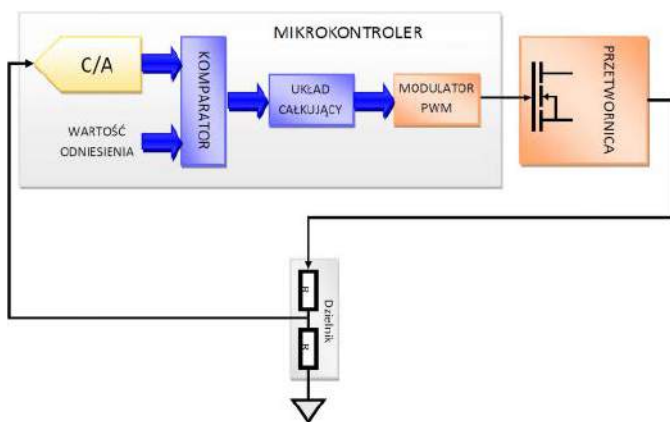 MIKROKONTROLER
C/A
KOMPARATOR
WARTOŚĆ
ODNIESIENIA
UKŁAD
CAŁKUJĄCY
MODULATOR
PWM
PRZETWORNICA
R
R
Dzielnik